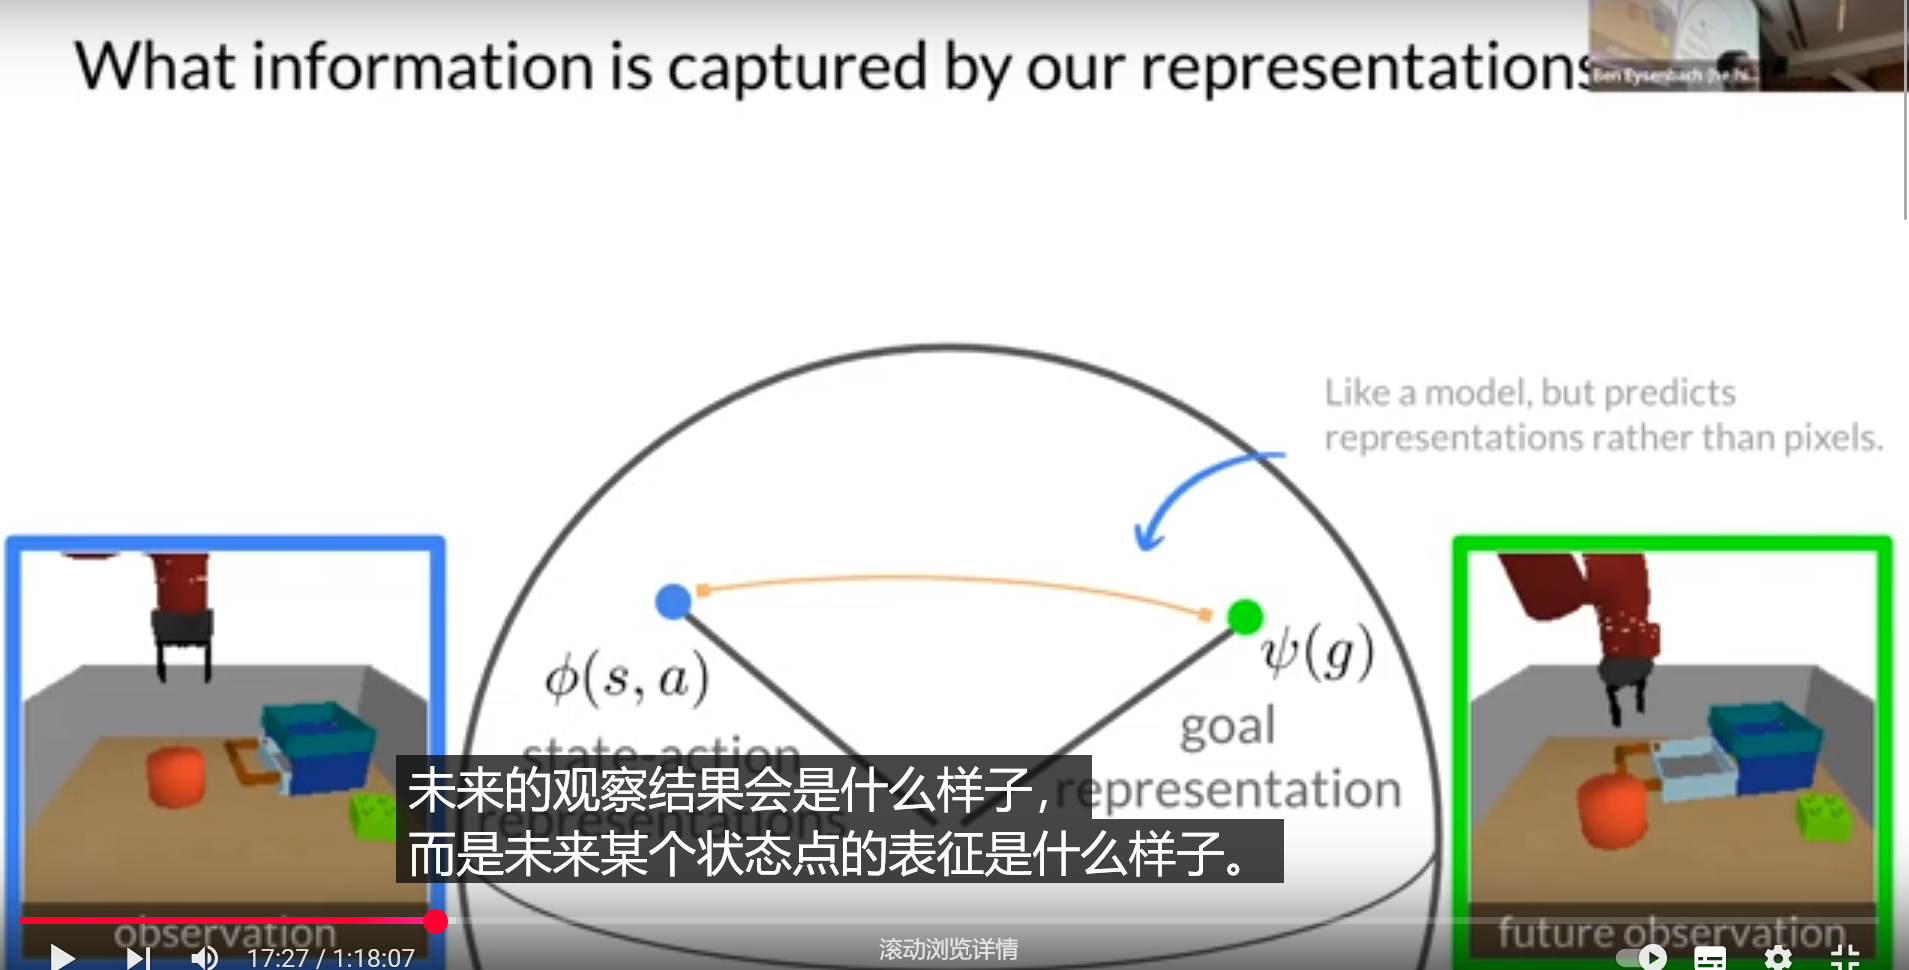 What information is captured by our representations
Ben Eysenbach (he hi...
Like a model, but predicts
representations rather than pixels.
ϕ(s, a)
state-action
representations
ψ(g)
goal
representation
未来的观察结果会是什么样子，
而是未来某个状态点的表征是什么样子。
observation
future observation
17:27 / 1:18:07
滚动浏览详情